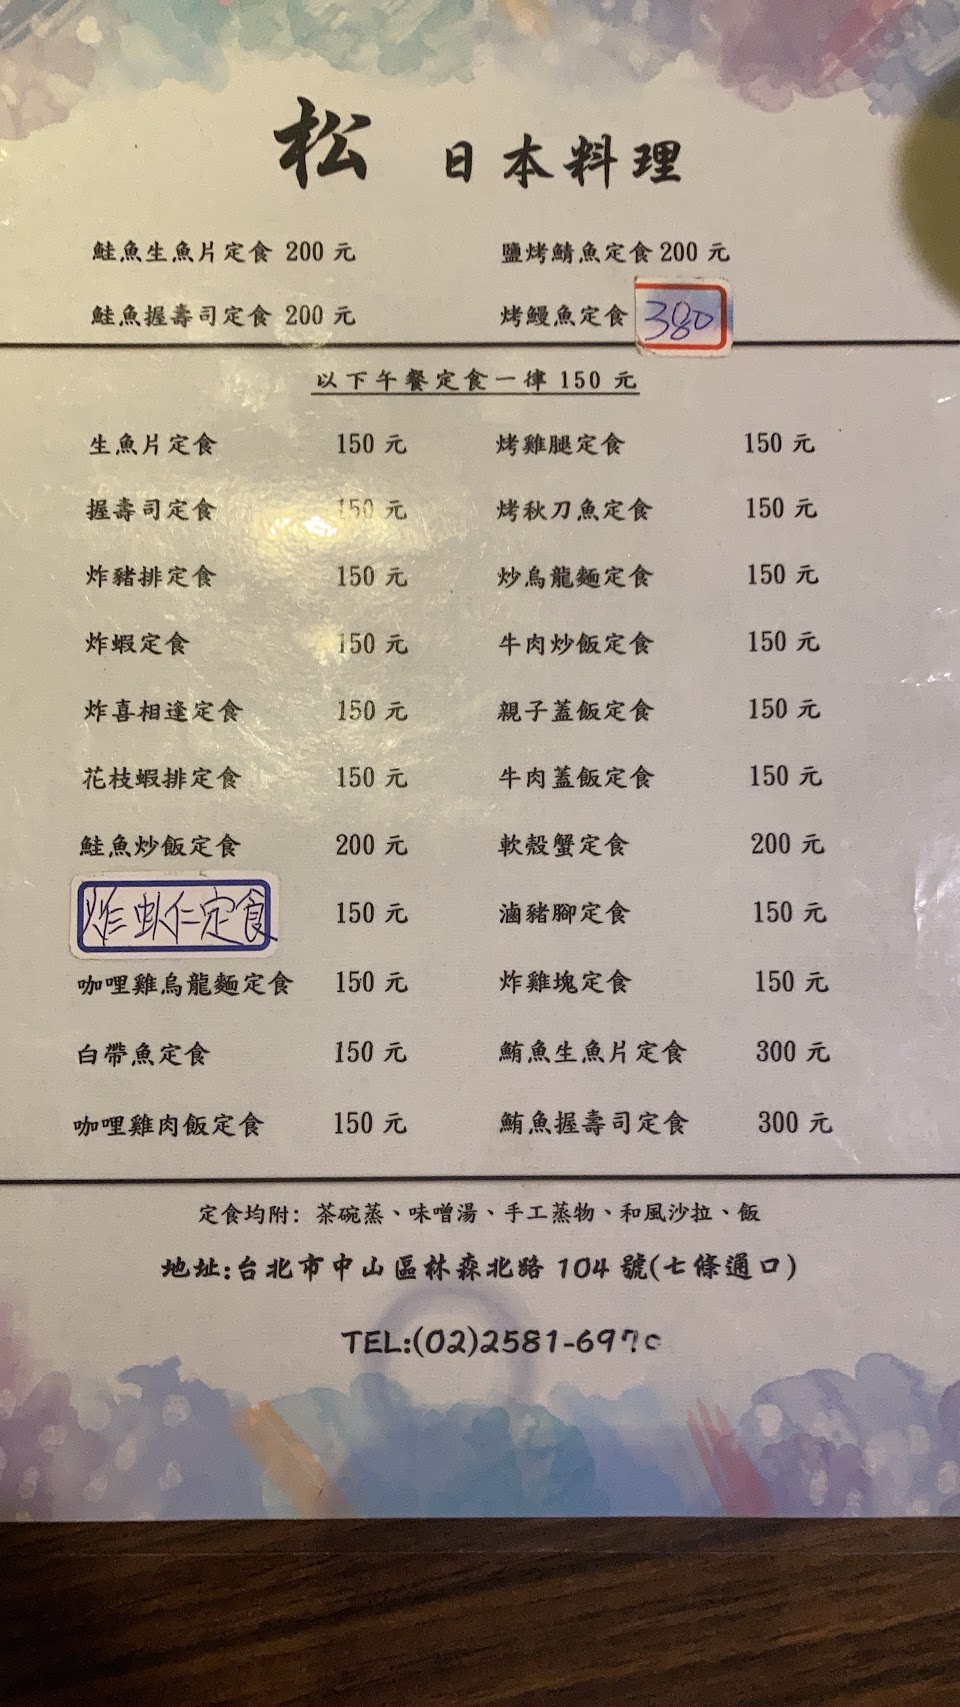 松 日本料理
鮭魚生魚片定食 200 元
鹽烤鯖魚定食 200 元
鮭魚握壽司定食 200 元
烤鰻魚定食 380
以下午餐定食一律 150 元
生魚片定食 150 元
烤雞腿定食 150 元
握壽司定食 150 元
烤秋刀魚定食 150 元
炸豬排定食 150 元
炒烏龍麵定食 150 元
炸蝦定食 150 元
牛肉炒飯定食 150 元
炸喜相逢定食 150 元
親子蓋飯定食 150 元
花枝蝦排定食 150 元
牛肉蓋飯定食 150 元
鮭魚炒飯定食 200 元
軟殼蟹定食 200 元
炸虾仁定食 150 元
滷豬腳定食 150 元
咖哩雞烏龍麵定食 150 元
炸雞塊定食 150 元
白帶魚定食 150 元
鮪魚生魚片定食 300 元
咖哩雞肉飯定食 150 元
鮪魚握壽司定食 300 元
定食均附: 茶碗蒸、味噌湯、手工蒸物、和風沙拉、飯
地址:台北市中山區林森北路 104 號(七條通口)
TEL:(02)2581-697